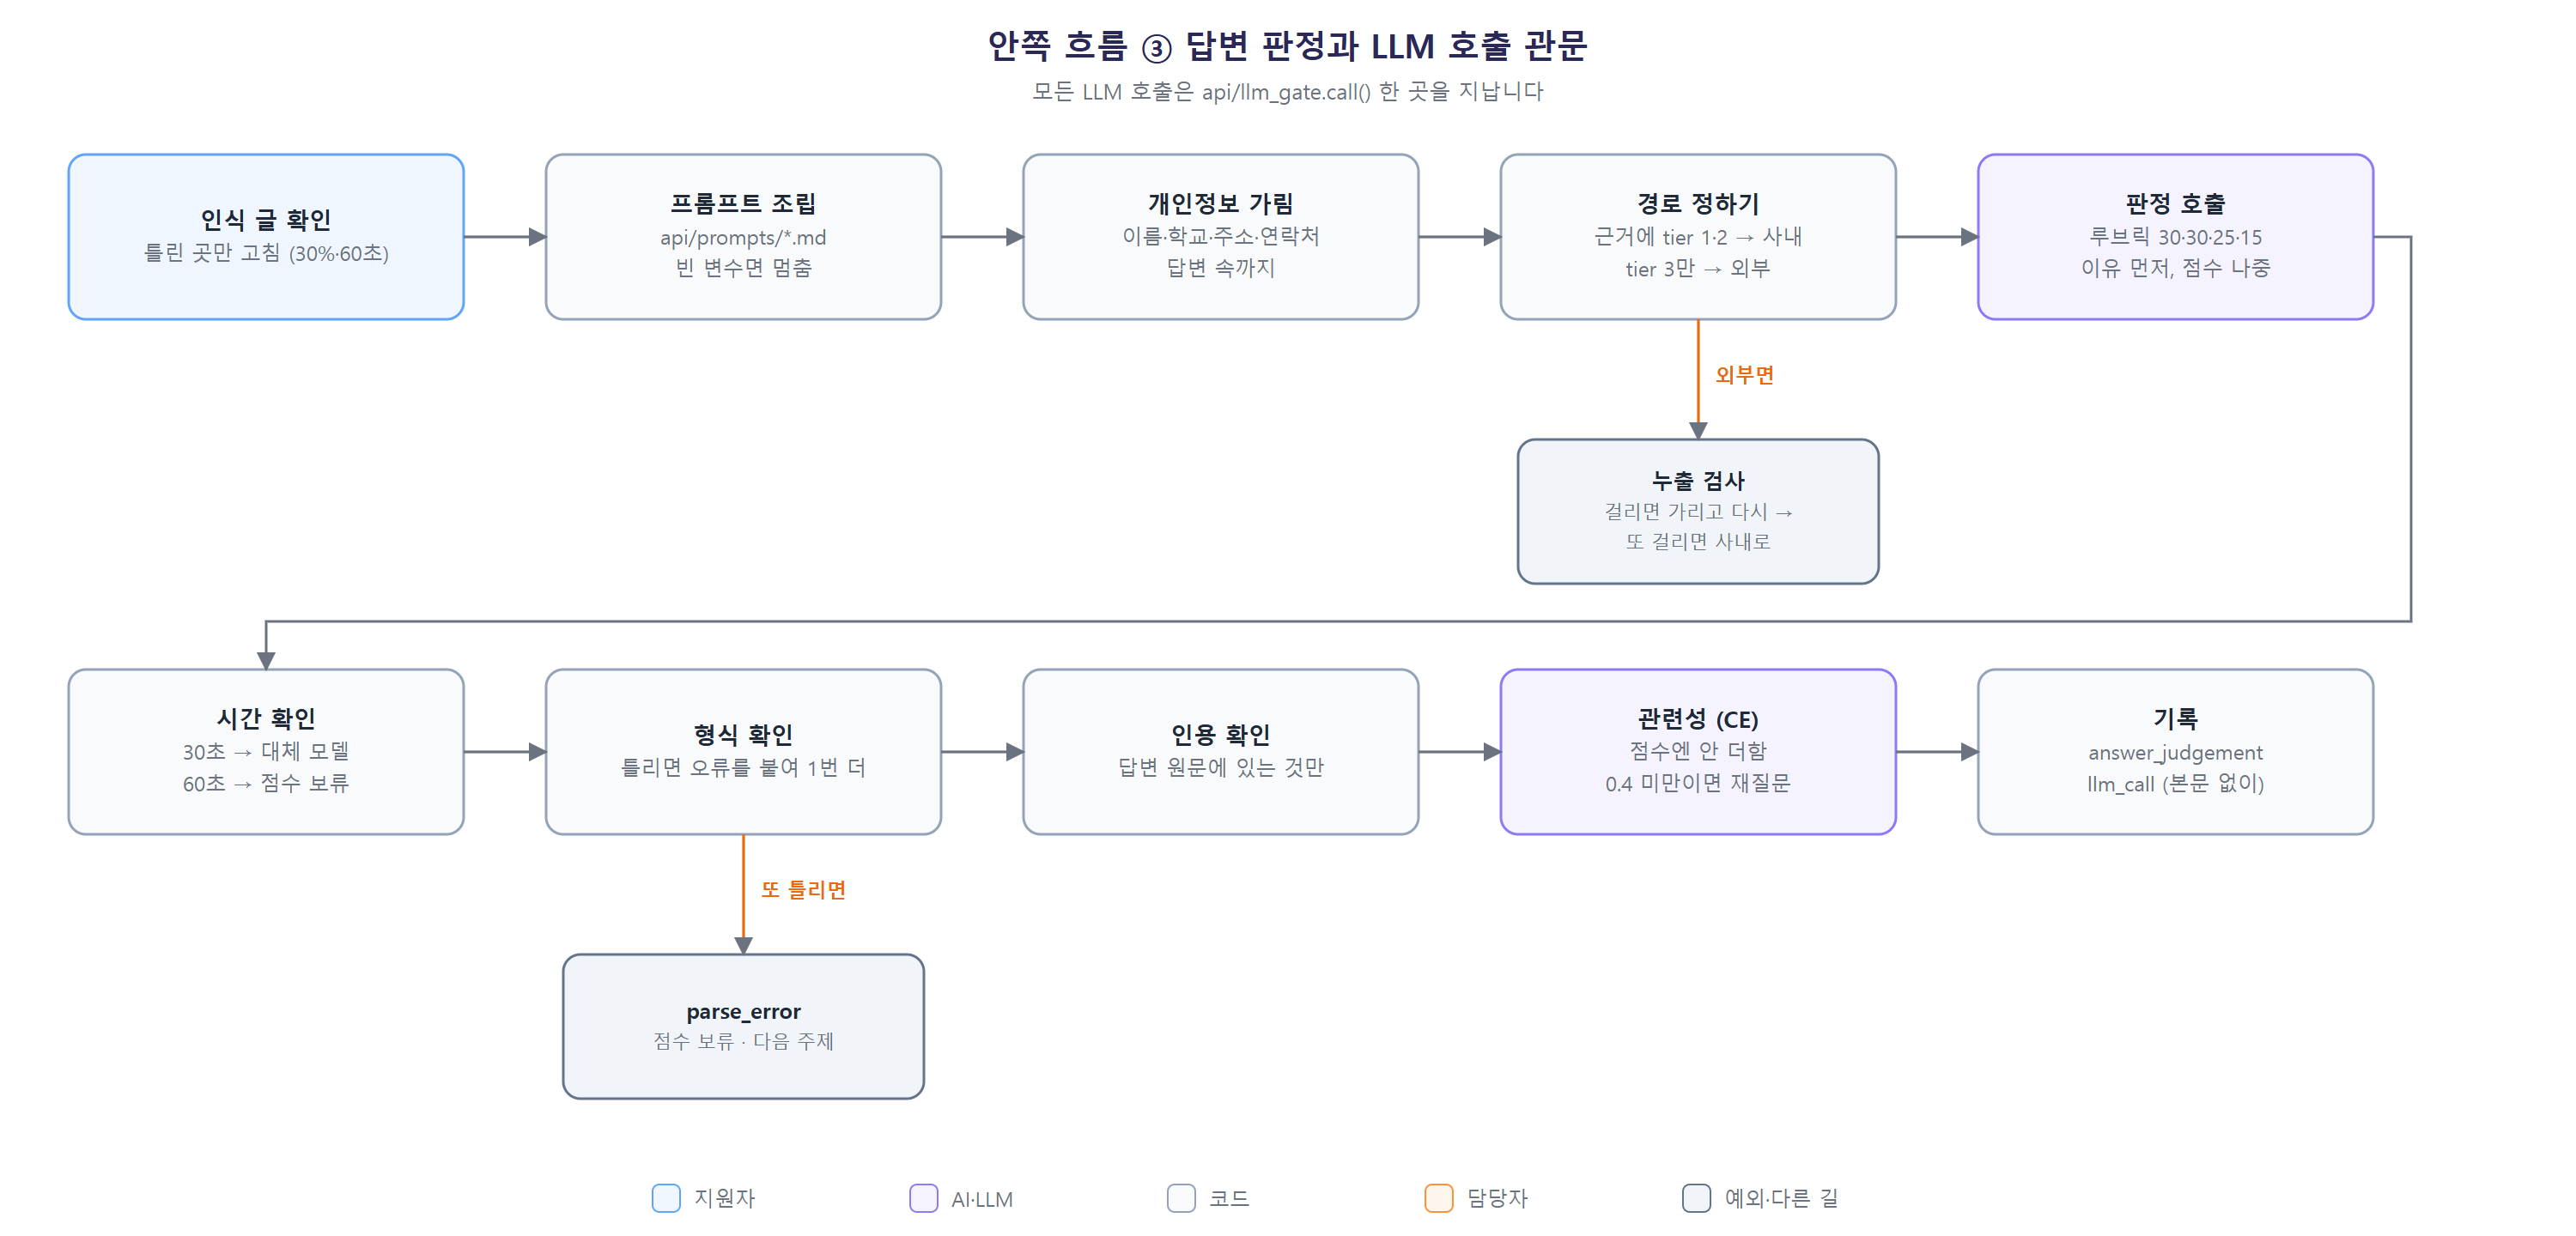 안쪽 흐름 ③ 답변 판정과 LLM 호출 관문
모든 LLM 호출은 api/llm_gate.call() 한 곳을 지납니다
인식 글 확인
틀린 곳만 고침 (30%·60초)
프롬프트 조립
api/prompts/*.md
빈 변수면 멈춤
개인정보 가림
이름·학교·주소·연락처
답변 속까지
경로 정하기
근거에 tier 1·2 → 사내
tier 3만 → 외부
판정 호출
루브릭 30·30·25·15
이유 먼저, 점수 나중
외부면
누출 검사
걸리면 가리고 다시 →
또 걸리면 사내로
시간 확인
30초 → 대체 모델
60초 → 점수 보류
형식 확인
틀리면 오류를 붙여 1번 더
인용 확인
답변 원문에 있는 것만
관련성 (CE)
점수엔 안 더함
0.4 미만이면 재질문
기록
answer_judgement
llm_call (본문 없이)
또 틀리면
parse_error
점수 보류 · 다음 주제
지원자
AI·LLM
코드
담당자
예외·다른 길